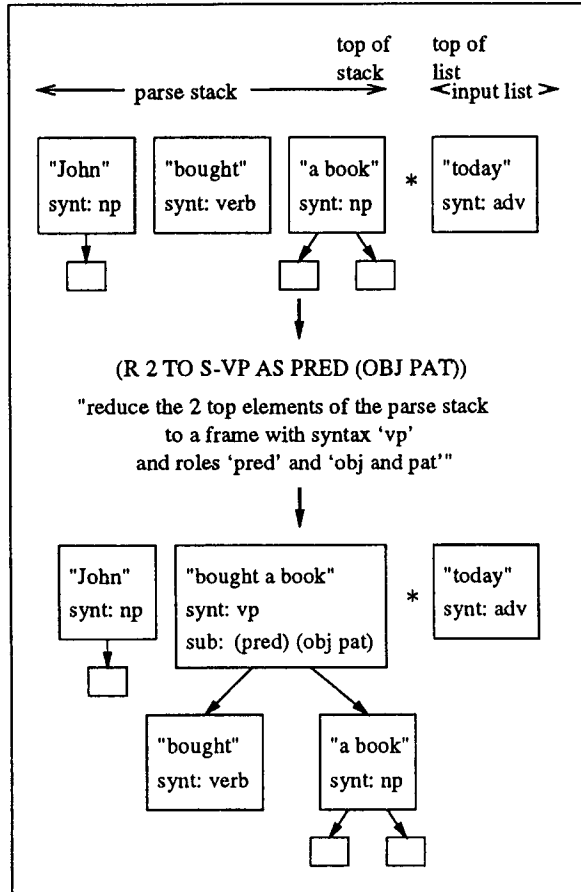 top of top of
stack list
parse stack input list
"John" "bought" "a book" * "today"
synt: np synt: verb synt: np synt: adv
(R 2 TO S-VP AS PRED (OBJ PAT))
"reduce the 2 top elements of the parse stack
to a frame with syntax ‘vp’
and roles ‘pred’ and ‘obj and pat’"
"John" "bought a book" * "today"
synt: np synt: vp synt: adv
sub: (pred) (obj pat)
"bought" "a book"
synt: verb synt: np